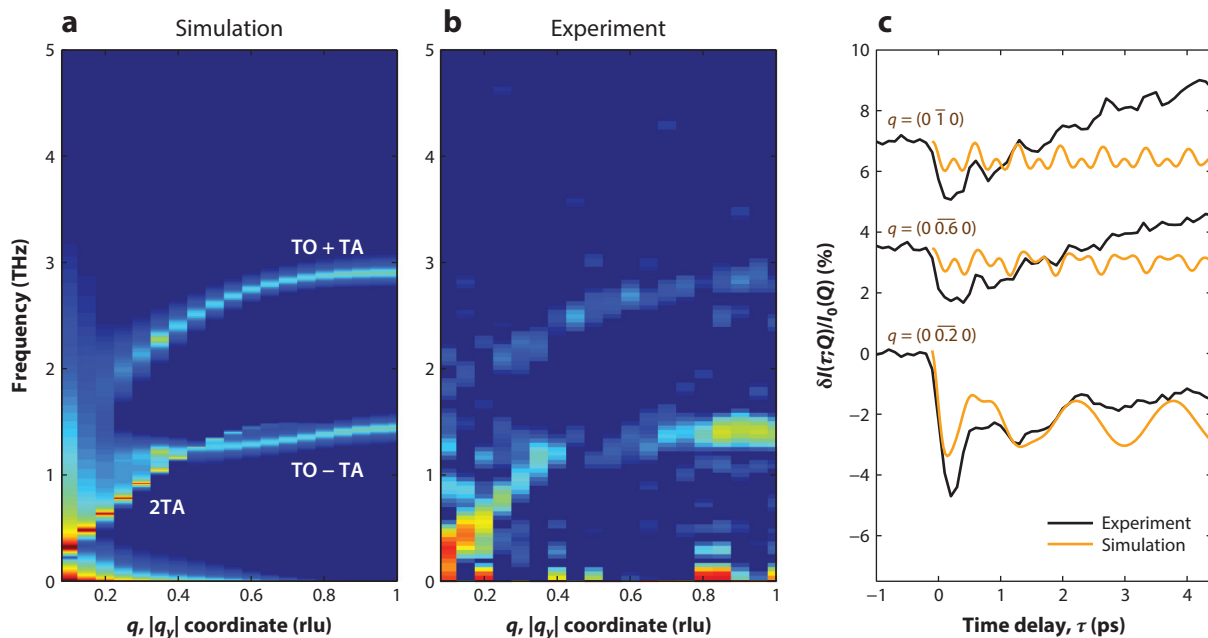 a
Simulation
b
Experiment
c
5
4
3
2
1
0
Frequency (THz)
TO + TA
TO – TA
2TA
0.2
0.4
0.6
0.8
1
q, |qy| coordinate (rlu)
5
4
3
2
1
0
0.2
0.4
0.6
0.8
1
q, |qy| coordinate (rlu)
10
8
6
4
2
0
−2
−4
−6
δI(τ;Q)/I₀(Q) (%)
q = (0 1̅ 0)
q = (0 0̅.̅6̅ 0)
q = (0 0̅.̅2̅ 0)
Experiment
Simulation
−1
0
1
2
3
4
Time delay, τ (ps)